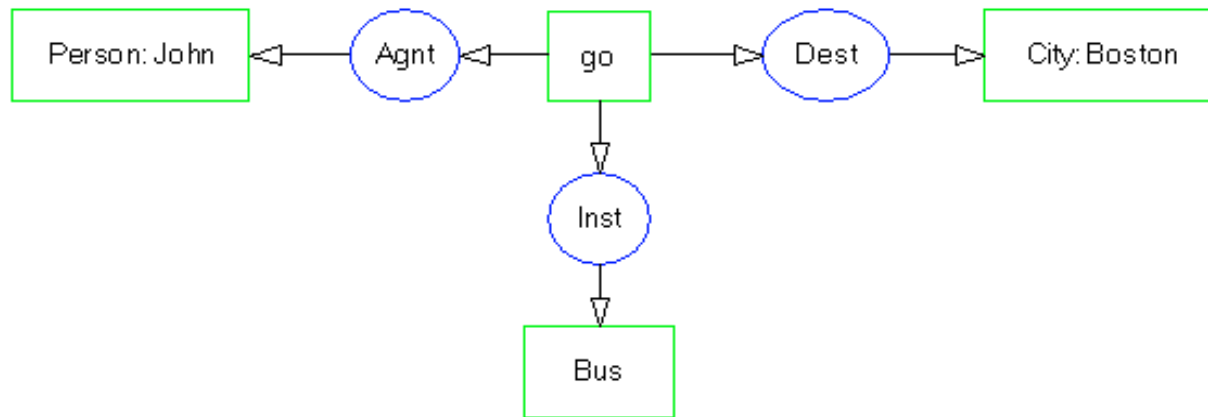 Person: John
Agnt
go
Dest
City: Boston
Inst
Bus